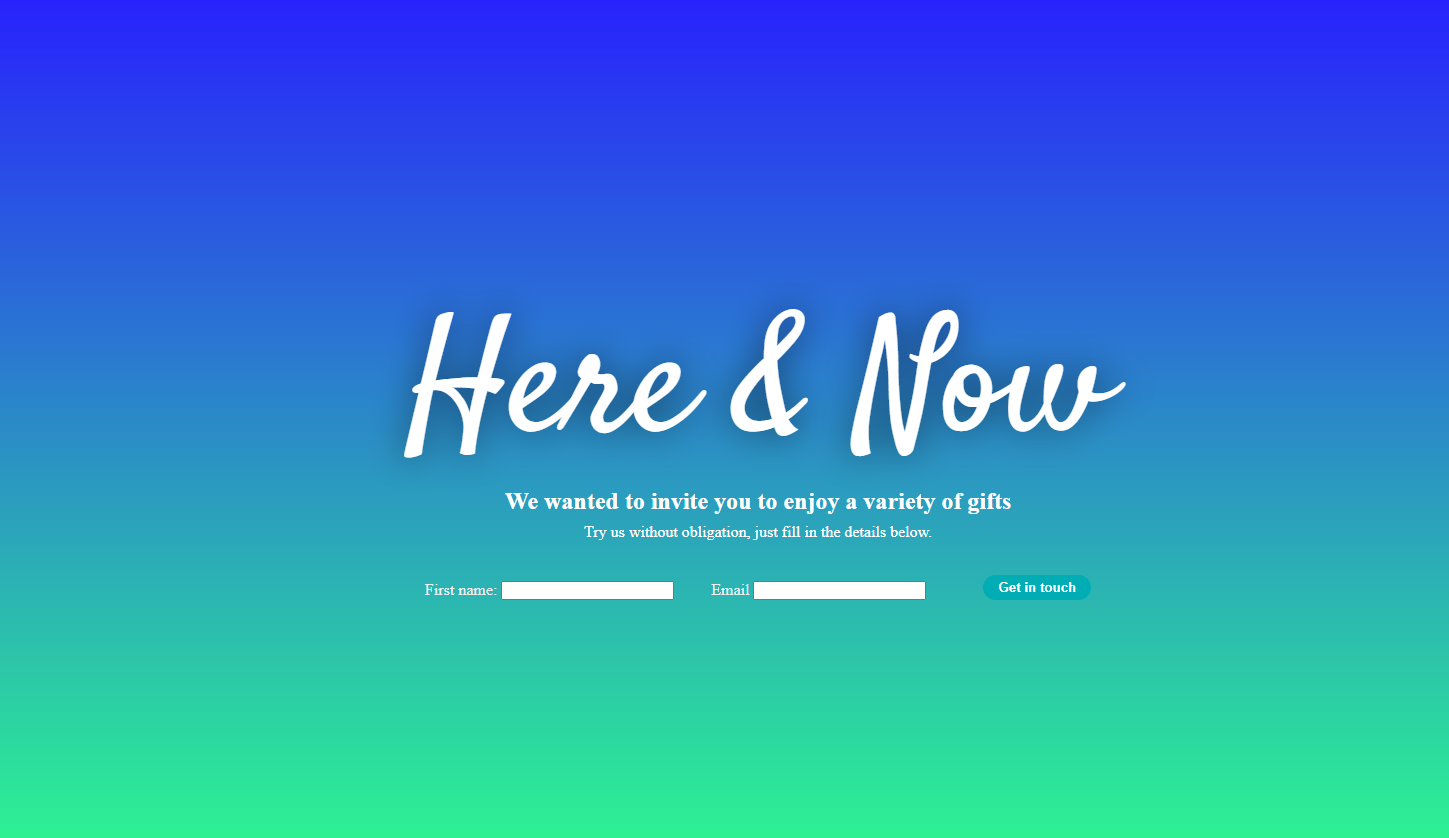 Here & Now
We wanted to invite you to enjoy a variety of gifts
Try us without obligation, just fill in the details below.
First name: Email Get in touch